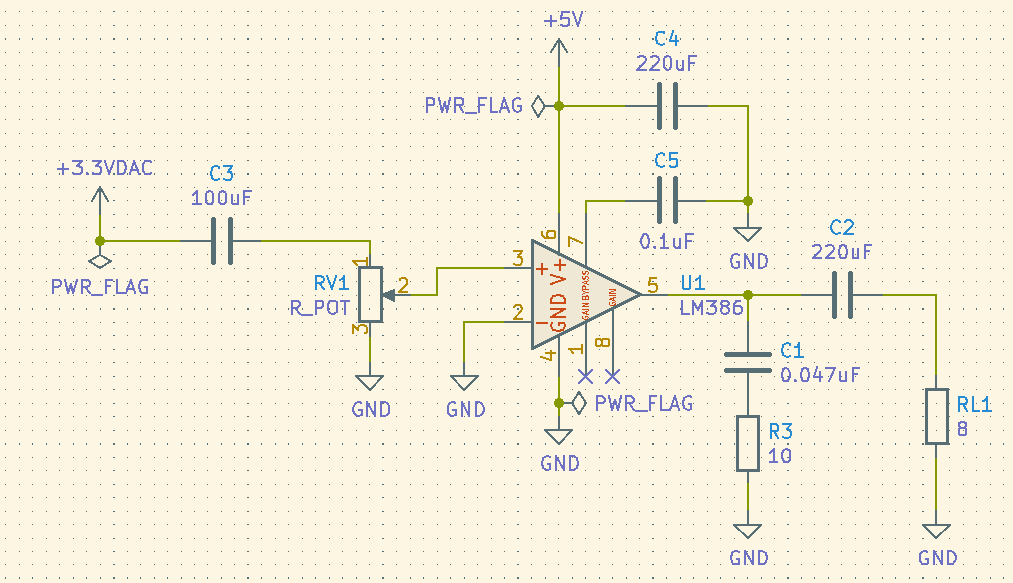 +5V
C4
220uF
PWR_FLAG
C5
0.1uF
GND
+3.3VDAC
C3
100uF
PWR_FLAG
RV1
R_POT
1
2
3
GND
GND
3
2
6
7
+
V+
GND
−
BYPASS
GAIN
GAIN
4
1
8
5
U1
LM386
PWR_FLAG
GND
C2
220uF
C1
0.047uF
R3
10
GND
RL1
8
GND